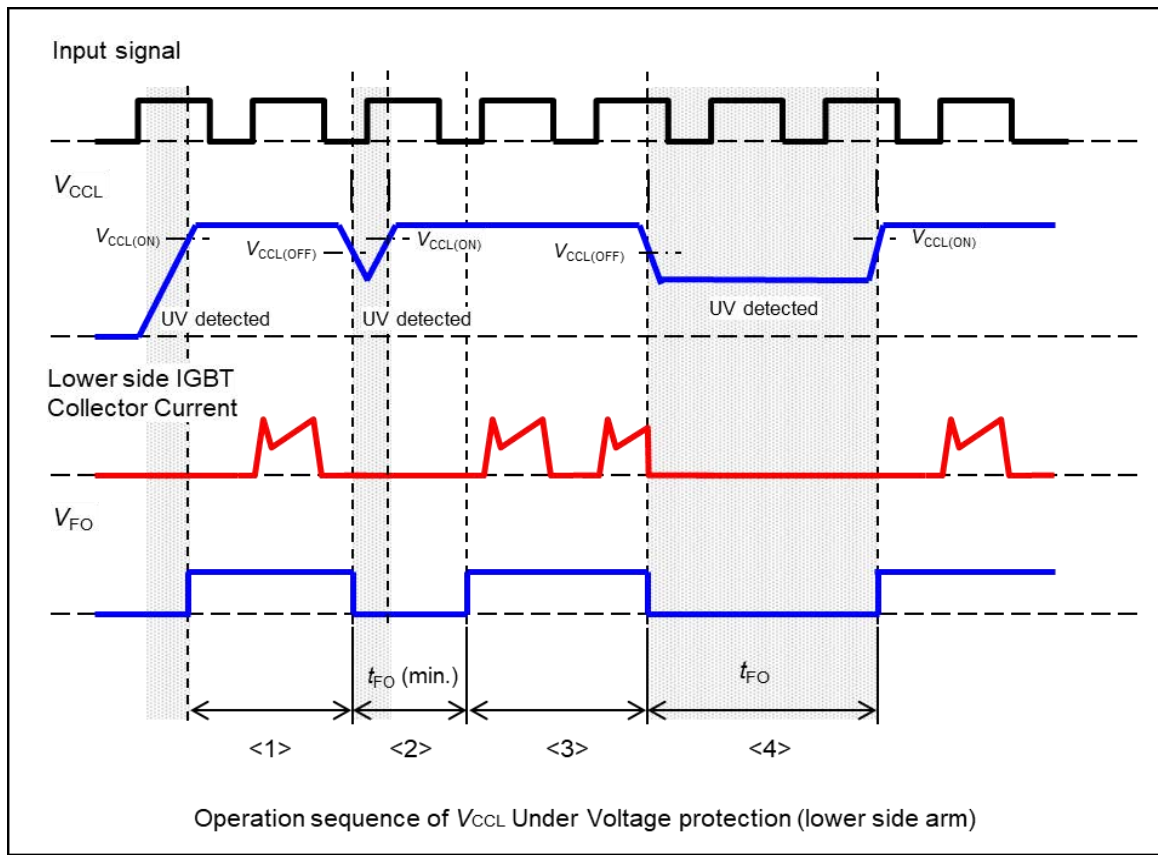 Input signal
VCCL
VCCL(ON)
VCCL(OFF)
VCCL(ON)
VCCL(OFF)
VCCL(ON)
UV detected
UV detected
UV detected
Lower side IGBT
Collector Current
VFO
tFO (min.)
tFO
<1>
<2>
<3>
<4>
Operation sequence of VCCL Under Voltage protection (lower side arm)